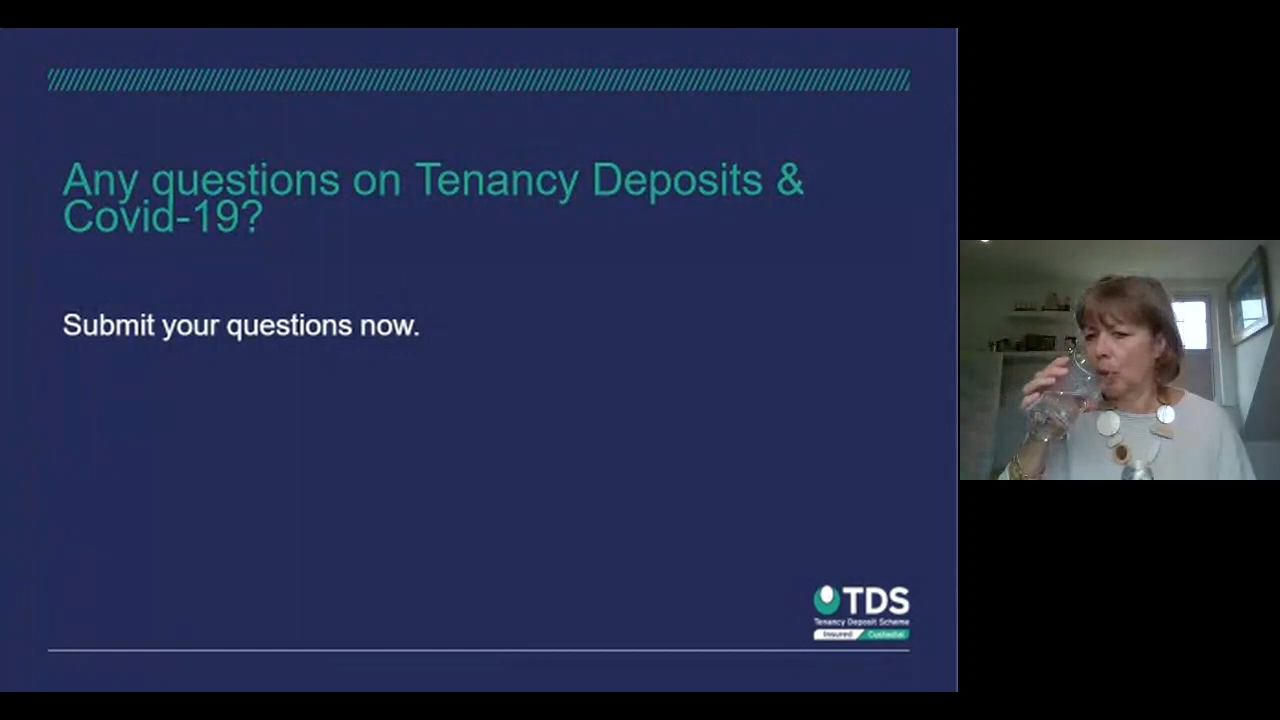 Any questions on Tenancy Deposits &
Covid-19?
Submit your questions now.
TDS
Tenancy Deposit Scheme
Insured Custodial